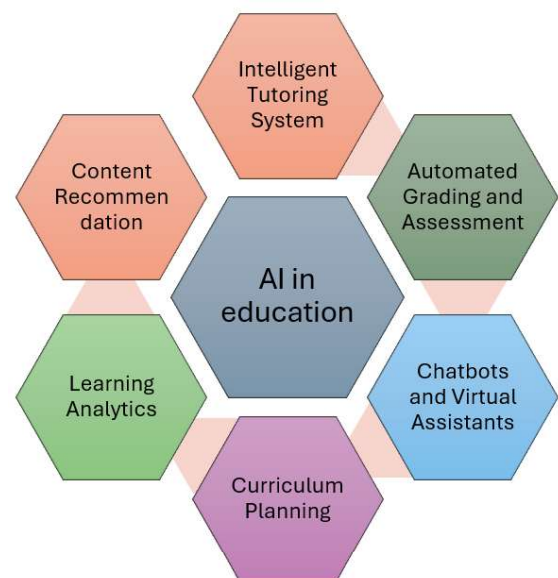 Intelligent
Tutoring
System
Content
Recommen
dation
Automated
Grading and
Assessment
AI in
education
Learning
Analytics
Chatbots
and Virtual
Assistants
Curriculum
Planning